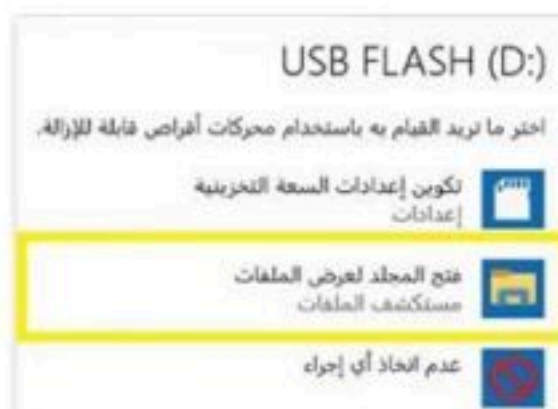 USB FLASH (D:)
اختر ما تريد القيام به باستخدام محركات أقراص قابلة للإزالة.
تكوين إعدادات السعة التخزينية
إعدادات
فتح المجلد لعرض الملفات
مستكشف الملفات
عدم اتخاذ أي إجراء